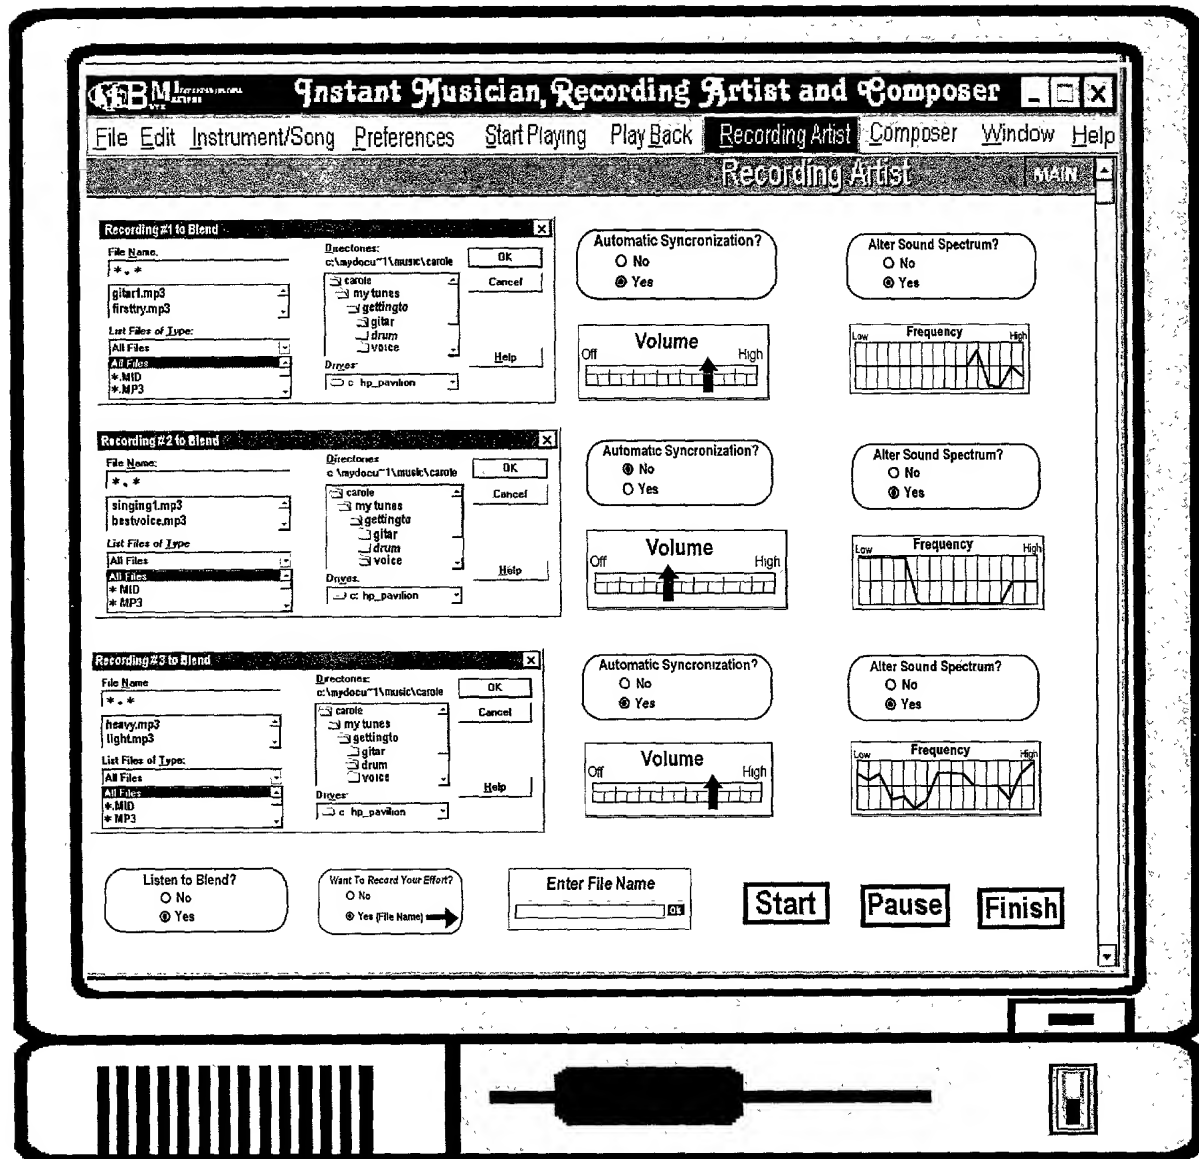 Instant Musician, Recording Artist and Composer
File Edit Instrument/Song Preferences Start Playing Play Back Recording Artist Composer Window Help
Recording Artist MAIN
Recording #1 to Blend
File Name:
*.*
gitar1.mp3
firsttry.mp3
List Files of Type:
All Files
All Files
*.MID
*.MP3
Directories:
c:\mydocu~1\music\carole
carole
my tunes
gettingto
gitar
drum
voice
Drives:
c hp_pavilion
OK
Cancel
Help
Automatic Syncronization?
No
Yes
Volume
Off High
Alter Sound Spectrum?
No
Yes
Low Frequency High
Recording #2 to Blend
File Name:
*.*
singing1.mp3
bestvoice.mp3
List Files of Type
All Files
All Files
* MID
* MP3
Directories
c \mydocu~1\music\carole
carole
my tunes
gettingto
gitar
drum
voice
Drives.
c: hp_pavilion
OK
Cancel
Help
Automatic Syncronization?
No
Yes
Volume
Off High
Alter Sound Spectrum?
No
Yes
Low Frequency High
Recording #3 to Blend
File Name
*.*
heavy.mp3
light.mp3
List Files of Type:
All Files
All Files
*.MID
* MP3
Directories:
c:\mydocu~1\music\carole
carole
my tunes
gettingto
gitar
drum
voice
Drives:
c hp_pavilion
OK
Cancel
Help
Automatic Syncronization?
No
Yes
Volume
Off High
Alter Sound Spectrum?
No
Yes
Low Frequency High
Listen to Blend?
No
Yes
Want To Record Your Effort?
No
Yes (File Name)
Enter File Name
Ok
Start Pause Finish